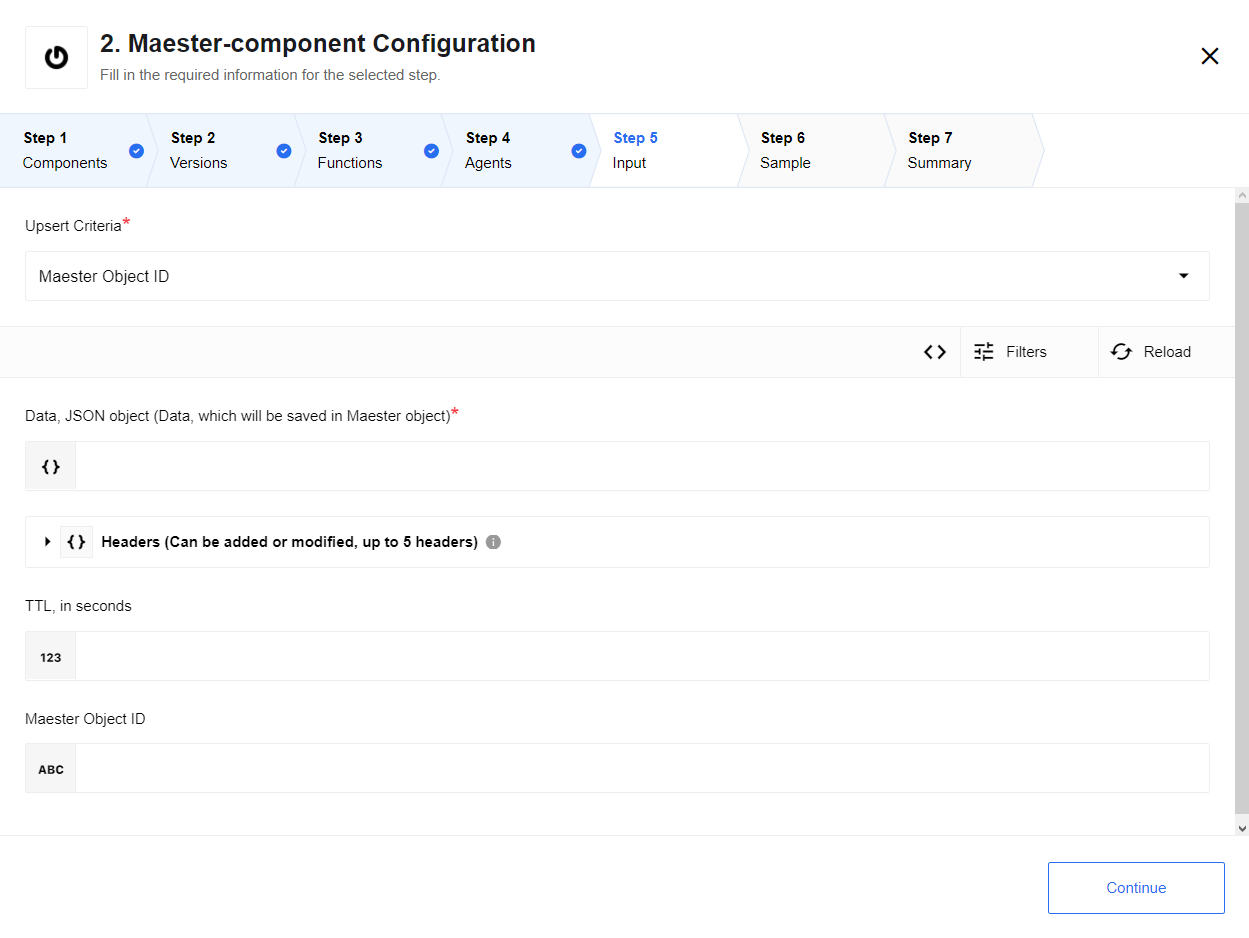 2. Maester-component Configuration
Fill in the required information for the selected step.
Step 1
Components
Step 2
Versions
Step 3
Functions
Step 4
Agents
Step 5
Input
Step 6
Sample
Step 7
Summary
Upsert Criteria*
Maester Object ID
Filters
Reload
Data, JSON object (Data, which will be saved in Maester object)*
{}
{} Headers (Can be added or modified, up to 5 headers)
TTL, in seconds
123
Maester Object ID
ABC
Continue